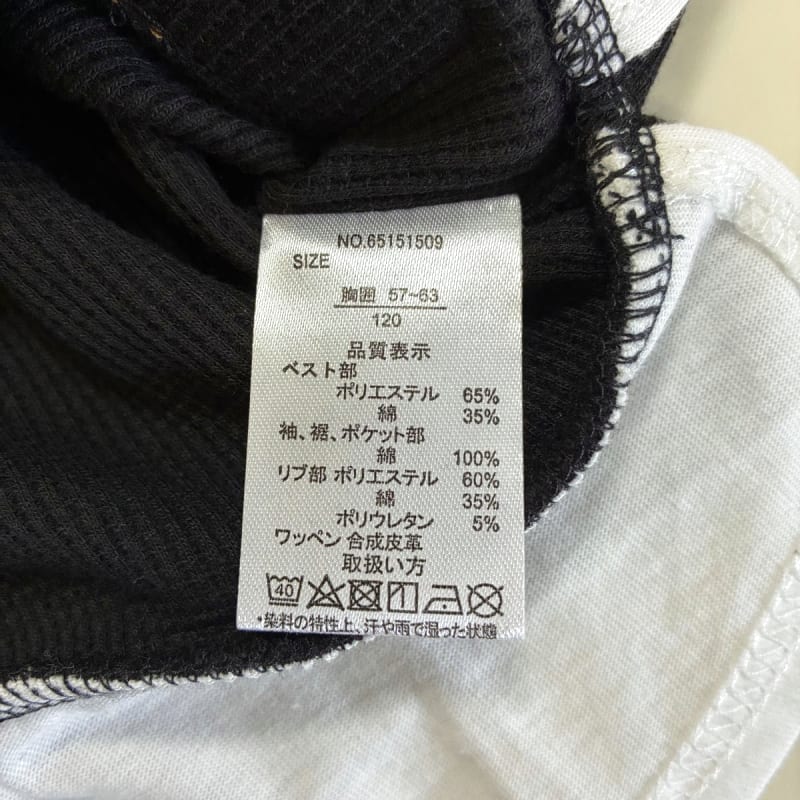 NO.65151509
SIZE
胸囲 57~63
120
品質表示
ベスト部
ポリエステル 65%
綿 35%
袖、裾、ポケット部
綿 100%
リブ部 ポリエステル 60%
綿 35%
ポリウレタン 5%
ワッペン 合成皮革
取扱い方
40
*染料の特性上、汗や雨で湿った状態